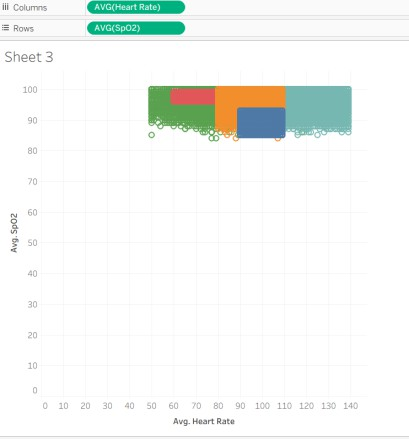 Columns AVG(Heart Rate)
Rows AVG(SpO2)
Sheet 3
100
90
80
70
60
50
40
30
20
10
0
Avg. SpO2
0 10 20 30 40 50 60 70 80 90 100 110 120 130 140
Avg. Heart Rate